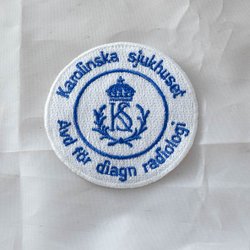 Karolinska sjukhuset
KS
Avd för diagn radiologi